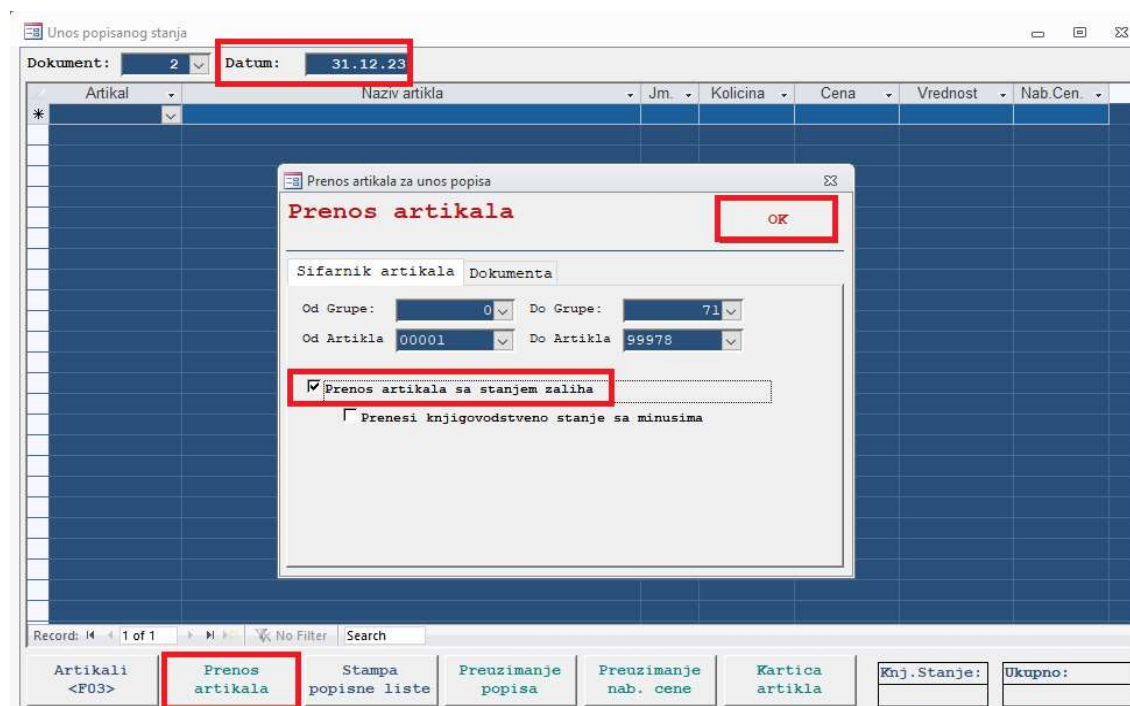 Unos popisanog stanja
Dokument: 2 Datum: 31.12.23
Artikal Naziv artikla Jm. Kolicina Cena Vrednost Nab.Cen.
Prenos artikala za unos popisa
Prenos artikala OK
Sifarnik artikala Dokumenta
Od Grupe: 0 Do Grupe: 71
Od Artikla 00001 Do Artikla 99978
Prenos artikala sa stanjem zaliha
Prenesi knjigovodstveno stanje sa minusima
Record: 1 of 1 No Filter Search
Artikali <F03>
Prenos artikala
Stampa popisne liste
Preuzimanje popisa
Preuzimanje nab. cene
Kartica artikla
Knj.Stanje: Ukupno: